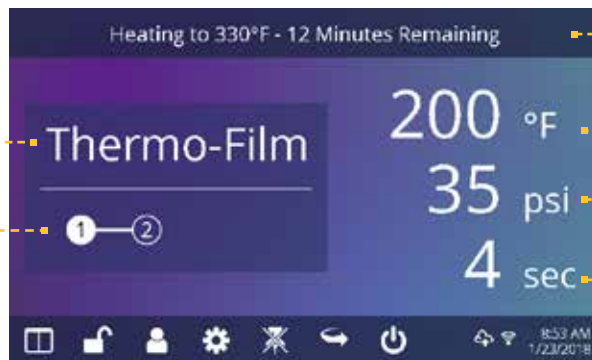 Heating to 330°F - 12 Minutes Remaining
Thermo-Film
1 2
200 °F
35 psi
4 sec
8:53 AM
1/23/2018